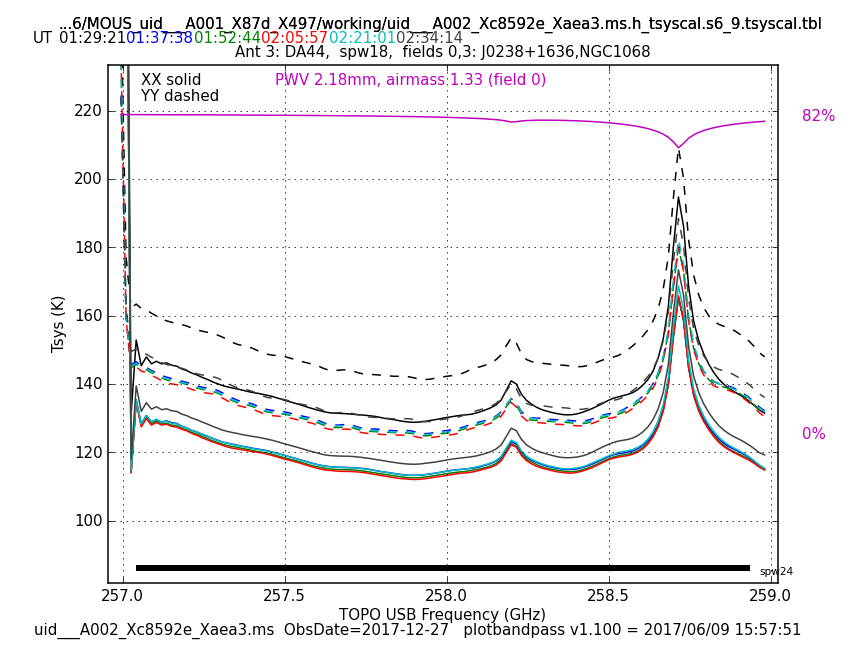 ...6/MOUS_uid___A001_X87d_X497/working/uid___A002_Xc8592e_Xaea3.ms.h_tsyscal.s6_9.tsyscal.tbl
UT 01:29:21 01:37:38 01:52:44 02:05:57 02:21:01 02:34:14
Ant 3: DA44, spw18, fields 0,3: J0238+1636,NGC1068
XX solid
YY dashed
PWV 2.18mm, airmass 1.33 (field 0)
82%
0%
220
200
180
160
140
120
100
Tsys (K)
spw24
257.0 257.5 258.0 258.5 259.0
TOPO USB Frequency (GHz)
uid___A002_Xc8592e_Xaea3.ms ObsDate=2017-12-27 plotbandpass v1.100 = 2017/06/09 15:57:51